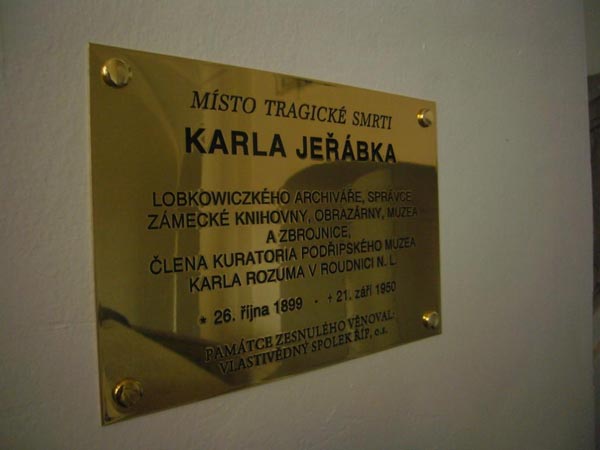 MÍSTO TRAGICKÉ SMRTI
KARLA JEŘÁBKA
LOBKOWICZKÉHO ARCHIVÁŘE, SPRÁVCE
ZÁMECKÉ KNIHOVNY, OBRAZÁRNY, MUZEA
A ZBROJNICE,
ČLENA KURATORIA PODŘIPSKÉHO MUZEA
KARLA ROZUMA V ROUDNICI N. L.
* 26. října 1899 - † 21. září 1950
PAMÁTCE ZESNULÉHO VĚNOVAL:
VLASTIVĚDNÝ SPOLEK ŘÍP, o.s.